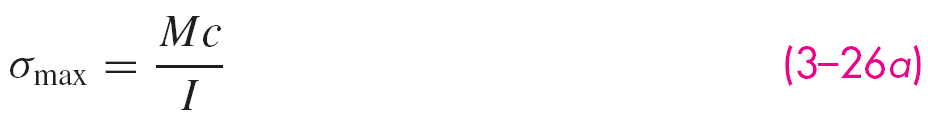 σmax = Mc/I (3–26a)